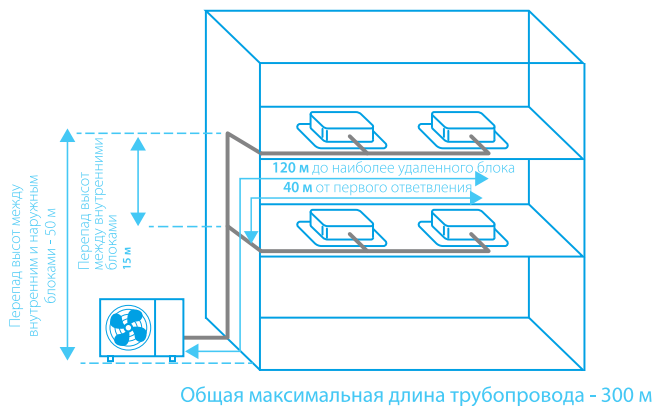 Перепад высот между
внутренним и наружным
блоками - 50 м
Перепад высот
между внутренними
блоками
15 м
120 м до наиболее удаленного блока
40 м от первого ответвления
Общая максимальная длина трубопровода - 300 м